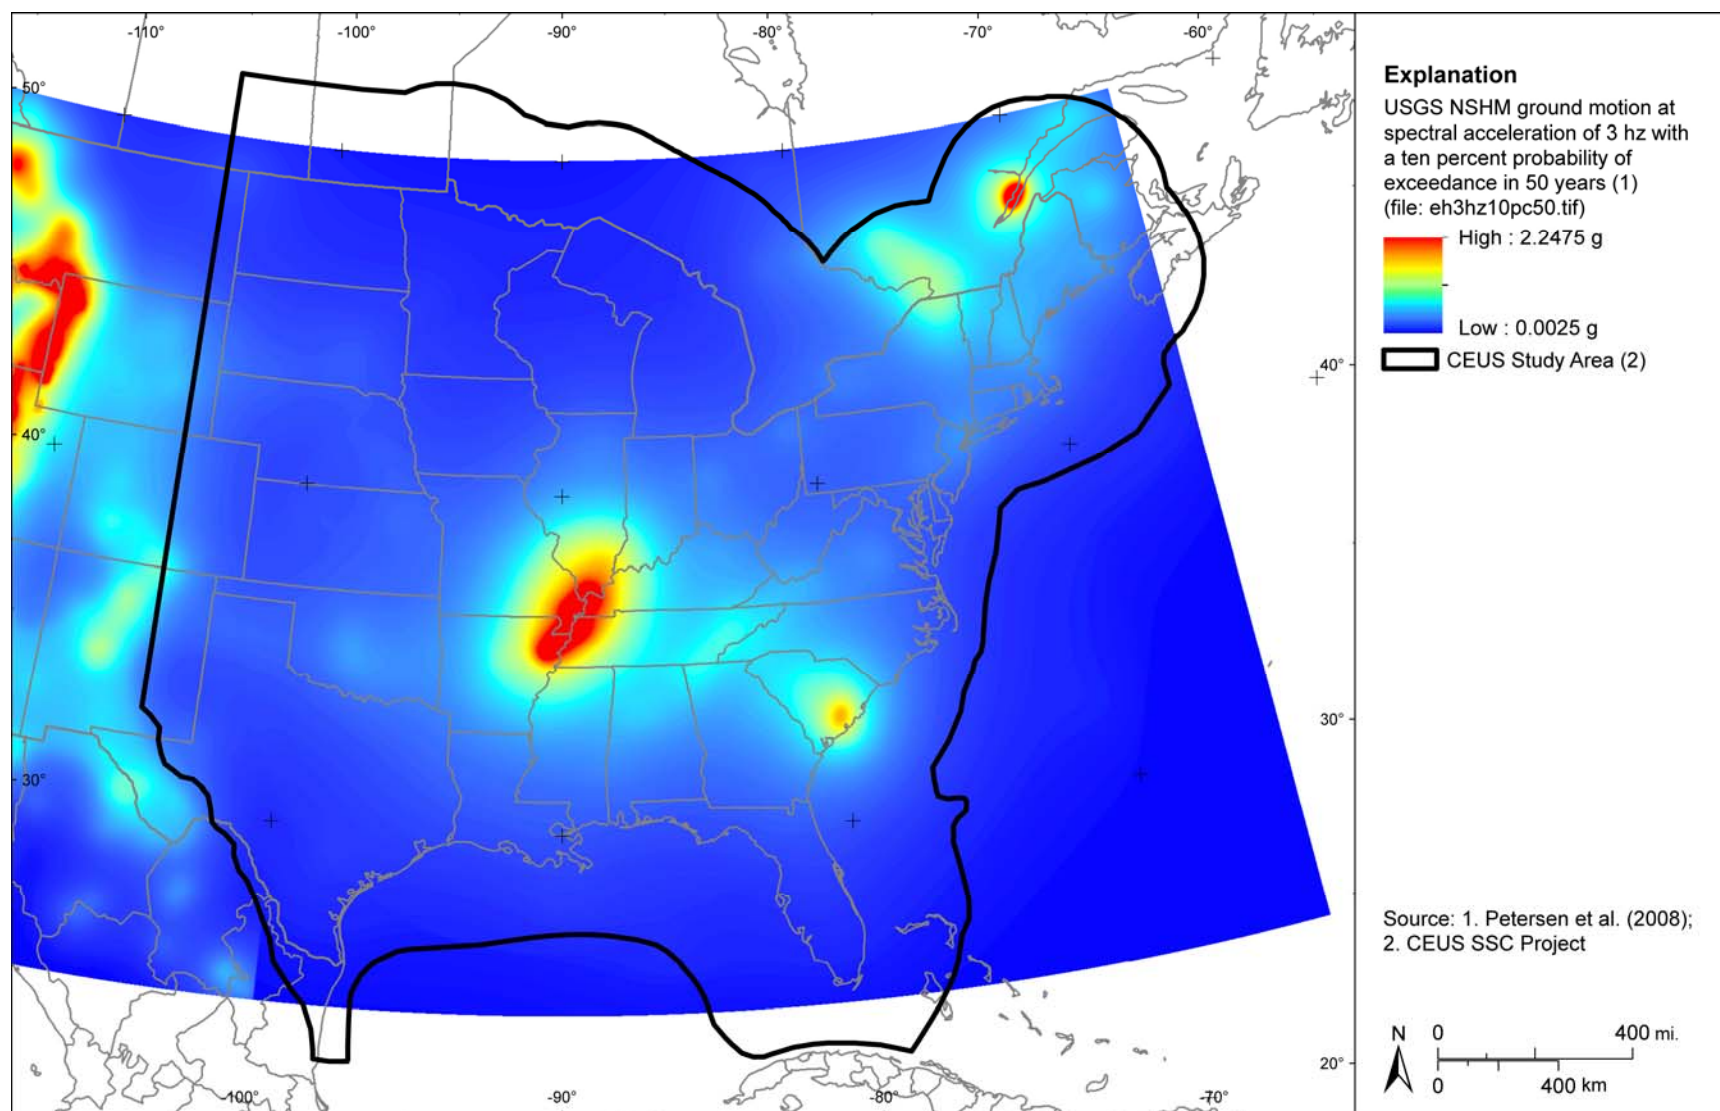 -110°
-100°
-90°
-80°
-70°
-60°
50°
40°
30°
40°
30°
20°
-100°
-90°
-80°
-70°
Explanation
USGS NSHM ground motion at
spectral acceleration of 3 hz with
a ten percent probability of
exceedance in 50 years (1)
(file: eh3hz10pc50.tif)
High : 2.2475 g
Low : 0.0025 g
CEUS Study Area (2)
Source: 1. Petersen et al. (2008);
2. CEUS SSC Project
N
0 400 mi.
0 400 km